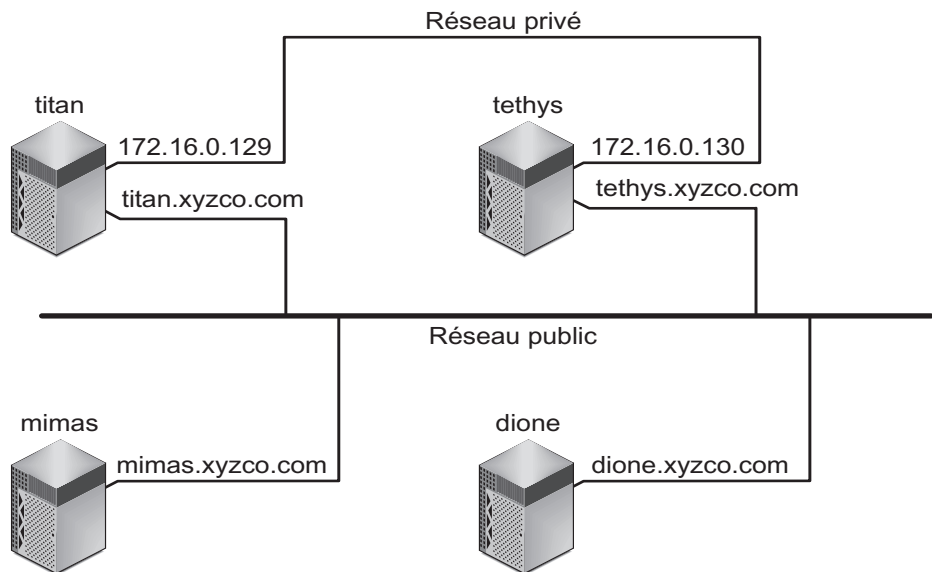 Réseau privé
titan
tethys
172.16.0.129
172.16.0.130
titan.xyzco.com
tethys.xyzco.com
Réseau public
mimas
dione
mimas.xyzco.com
dione.xyzco.com